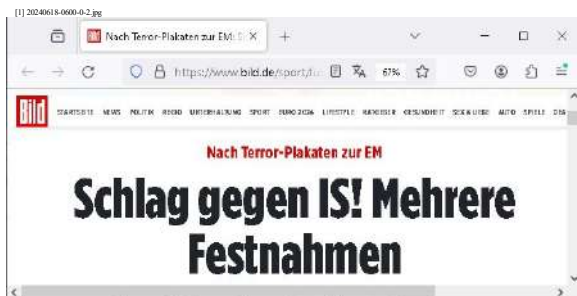 [1] 20240618-0600-0-2.jpg
Nach Terror-Plakaten zur EM: S
https://www.bild.de/sport/fu 67%
Bild STARTSEITE NEWS POLITIK REGIO UNTERHALTUNG SPORT EURO 2024 LIFESTYLE RATGEBER GESUNDHEIT SEX & LIEBE AUTO SPIELE
Nach Terror-Plakaten zur EM
Schlag gegen IS! Mehrere
Festnahmen